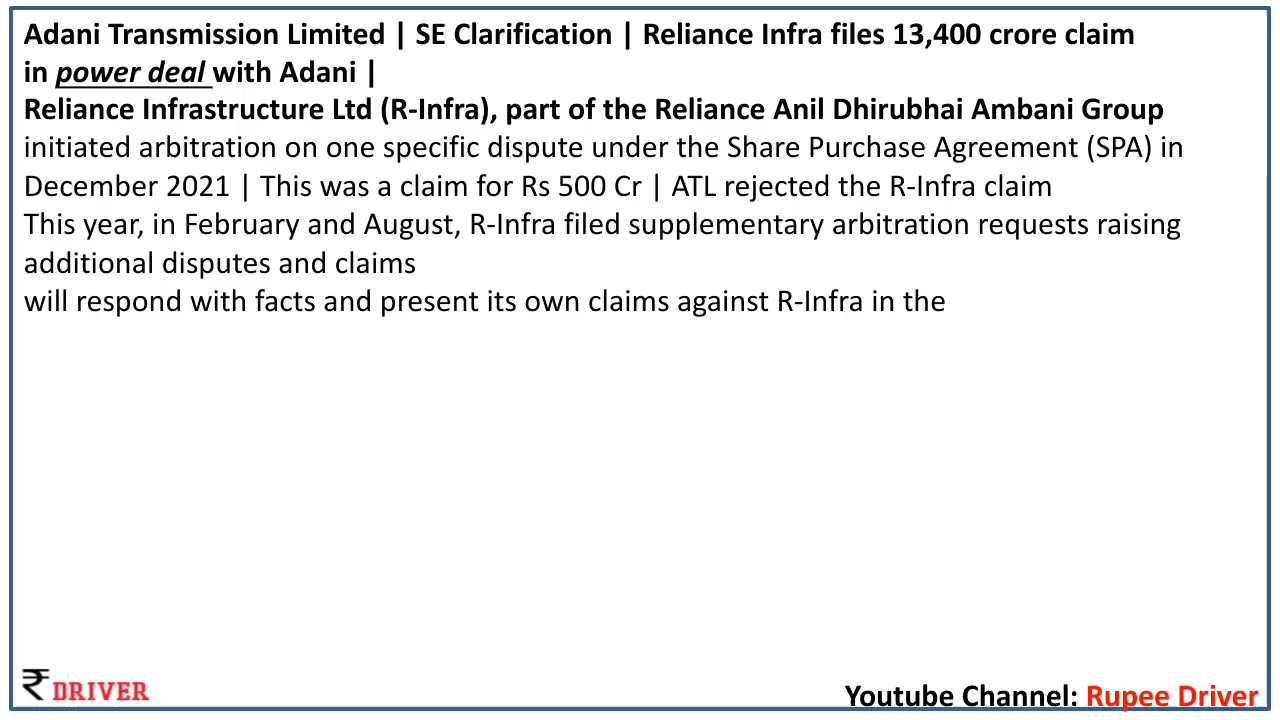 Adani Transmission Limited | SE Clarification | Reliance Infra files 13,400 crore claim
in power deal with Adani |
Reliance Infrastructure Ltd (R-Infra), part of the Reliance Anil Dhirubhai Ambani Group
initiated arbitration on one specific dispute under the Share Purchase Agreement (SPA) in
December 2021 | This was a claim for Rs 500 Cr | ATL rejected the R-Infra claim
This year, in February and August, R-Infra filed supplementary arbitration requests raising
additional disputes and claims
will respond with facts and present its own claims against R-Infra in the
₹ DRIVER
Youtube Channel: Rupee Driver